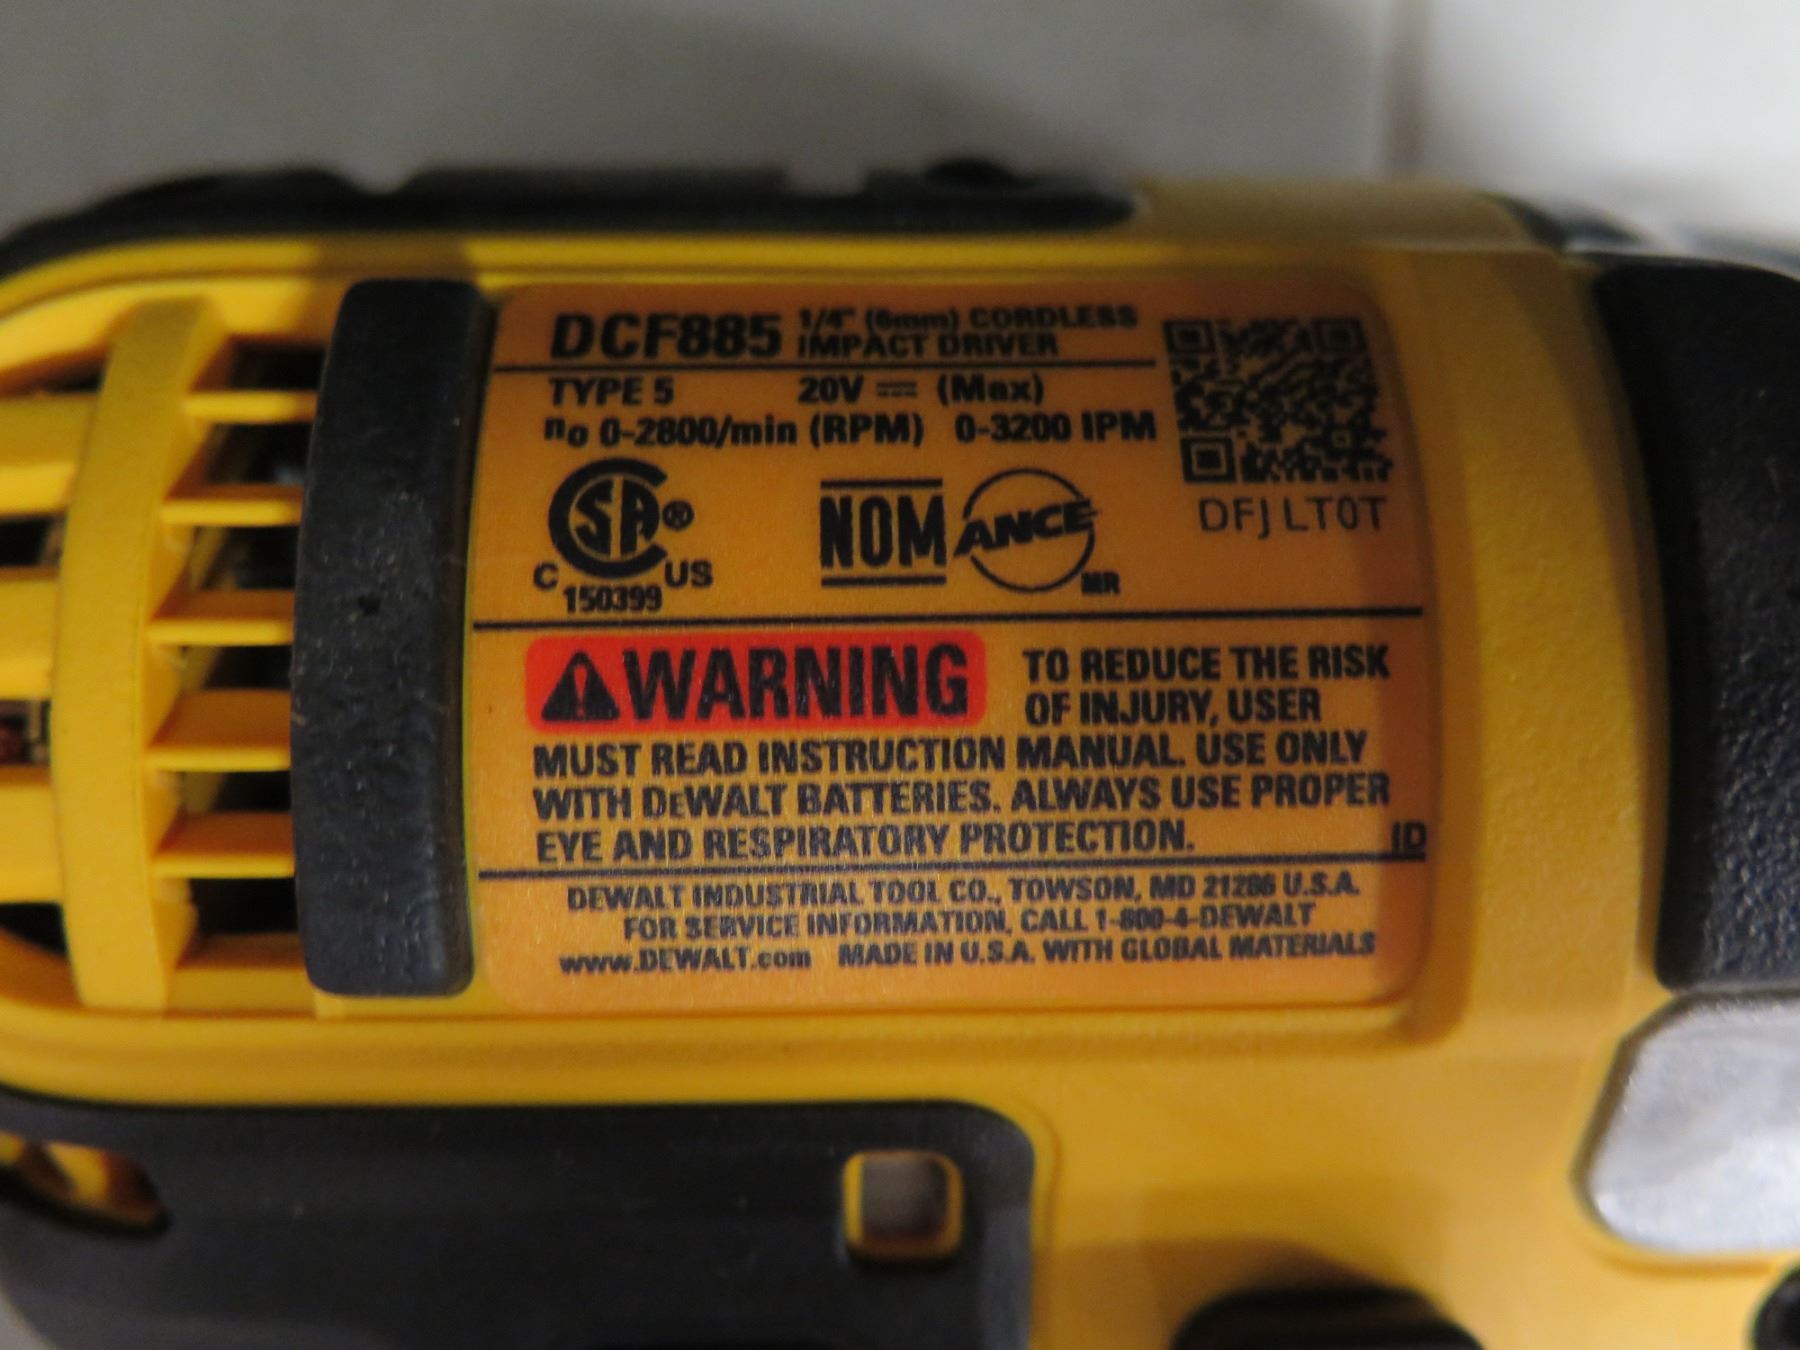 DCF885 1/4" (6mm) CORDLESS
IMPACT DRIVER
TYPE 5 20V ⎓ (Max)
n₀ 0-2800/min (RPM) 0-3200 IPM
CSA®
C US
150399
NOM ANCE
MR
DFJ LT0T
⚠WARNING TO REDUCE THE RISK
OF INJURY, USER
MUST READ INSTRUCTION MANUAL. USE ONLY
WITH DEWALT BATTERIES. ALWAYS USE PROPER
EYE AND RESPIRATORY PROTECTION.
ID
DEWALT INDUSTRIAL TOOL CO., TOWSON, MD 21286 U.S.A.
FOR SERVICE INFORMATION, CALL 1-800-4-DEWALT
www.DEWALT.com MADE IN U.S.A. WITH GLOBAL MATERIALS